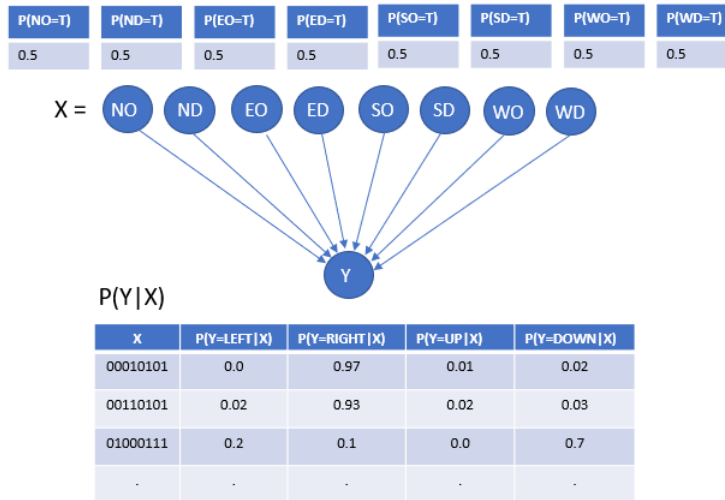 P(NO=T) P(ND=T) P(EO=T) P(ED=T) P(SO=T) P(SD=T) P(WO=T) P(WD=T)
0.5 0.5 0.5 0.5 0.5 0.5 0.5 0.5
X = NO ND EO ED SO SD WO WD
Y
P(Y|X)
X P(Y=LEFT|X) P(Y=RIGHT|X) P(Y=UP|X) P(Y=DOWN|X)
00010101 0.0 0.97 0.01 0.02
00110101 0.02 0.93 0.02 0.03
01000111 0.2 0.1 0.0 0.7
. . . . .